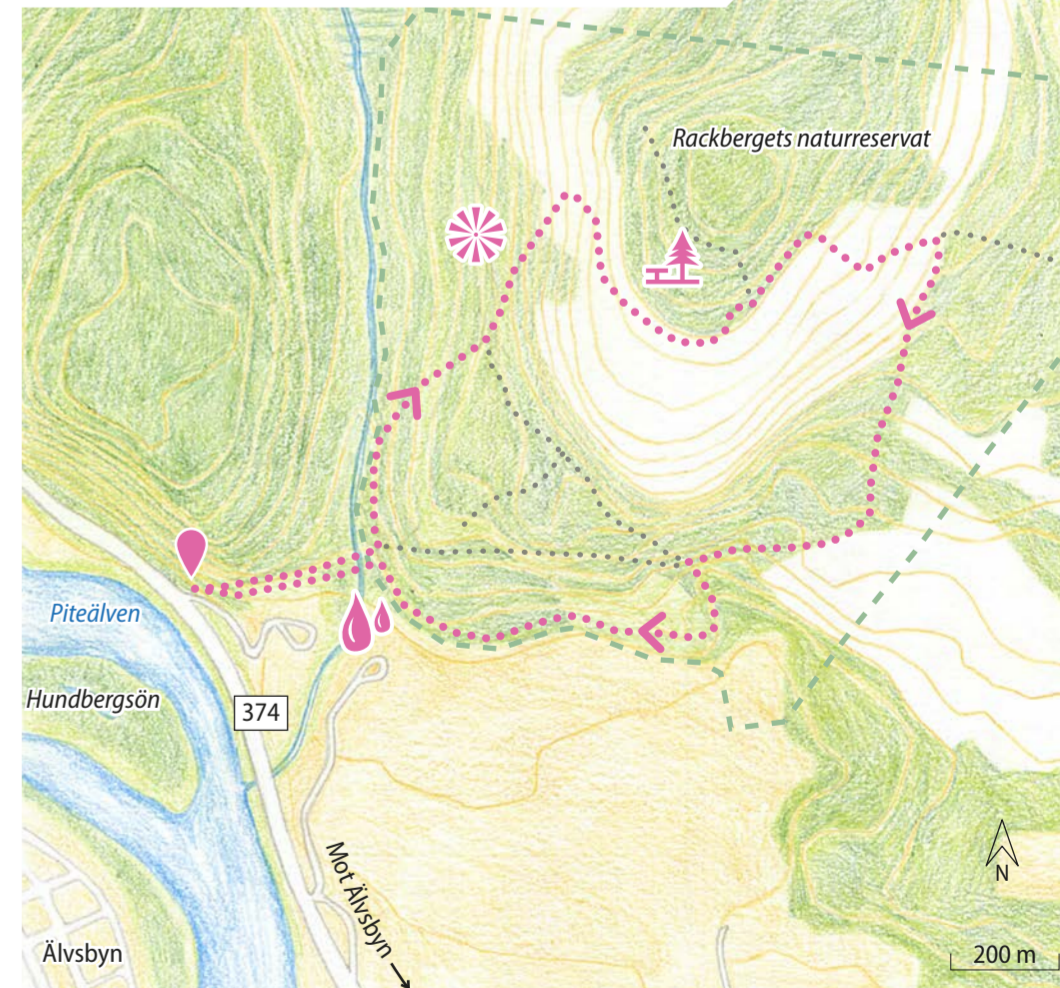 Rackbergets naturreservat
Piteälven
Hundbergsön
374
Mot Älvsbyn
N
Älvsbyn
200 m